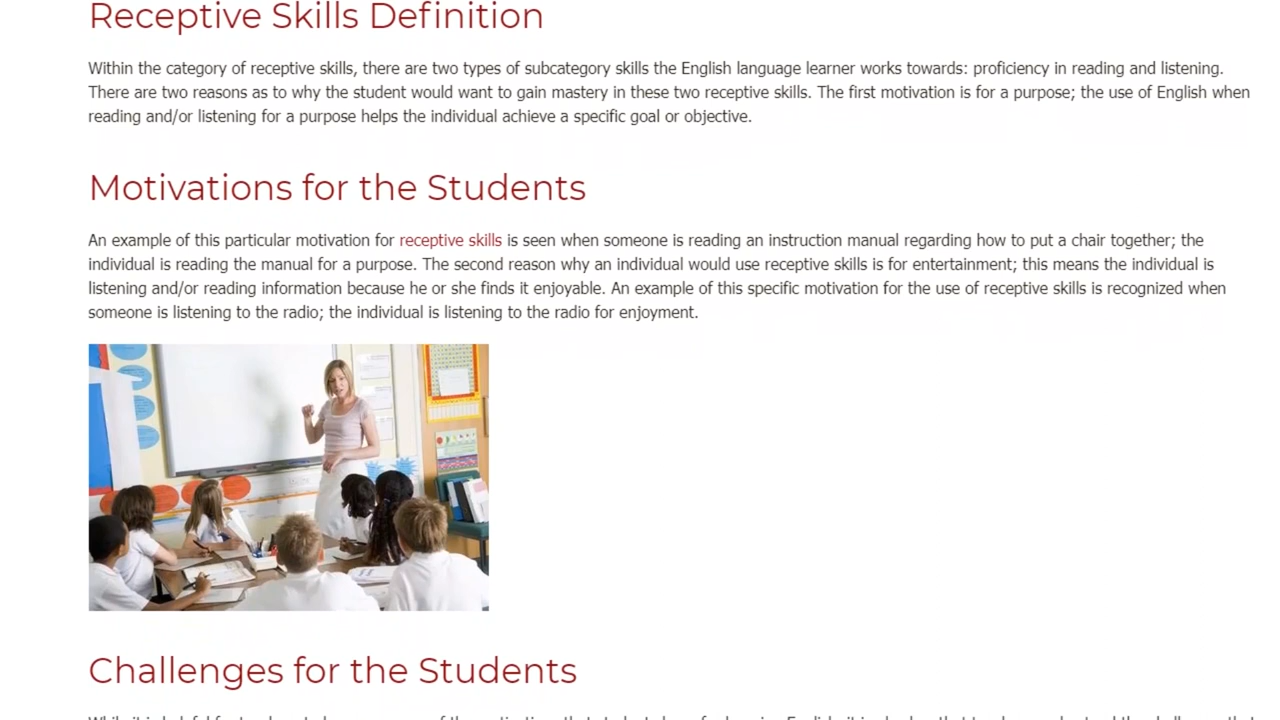 Receptive Skills Definition
Within the category of receptive skills, there are two types of subcategory skills the English language learner works towards: proficiency in reading and listening.
There are two reasons as to why the student would want to gain mastery in these two receptive skills. The first motivation is for a purpose; the use of English when
reading and/or listening for a purpose helps the individual achieve a specific goal or objective.
Motivations for the Students
An example of this particular motivation for receptive skills is seen when someone is reading an instruction manual regarding how to put a chair together; the
individual is reading the manual for a purpose. The second reason why an individual would use receptive skills is for entertainment; this means the individual is
listening and/or reading information because he or she finds it enjoyable. An example of this specific motivation for the use of receptive skills is recognized when
someone is listening to the radio; the individual is listening to the radio for enjoyment.
Challenges for the Students